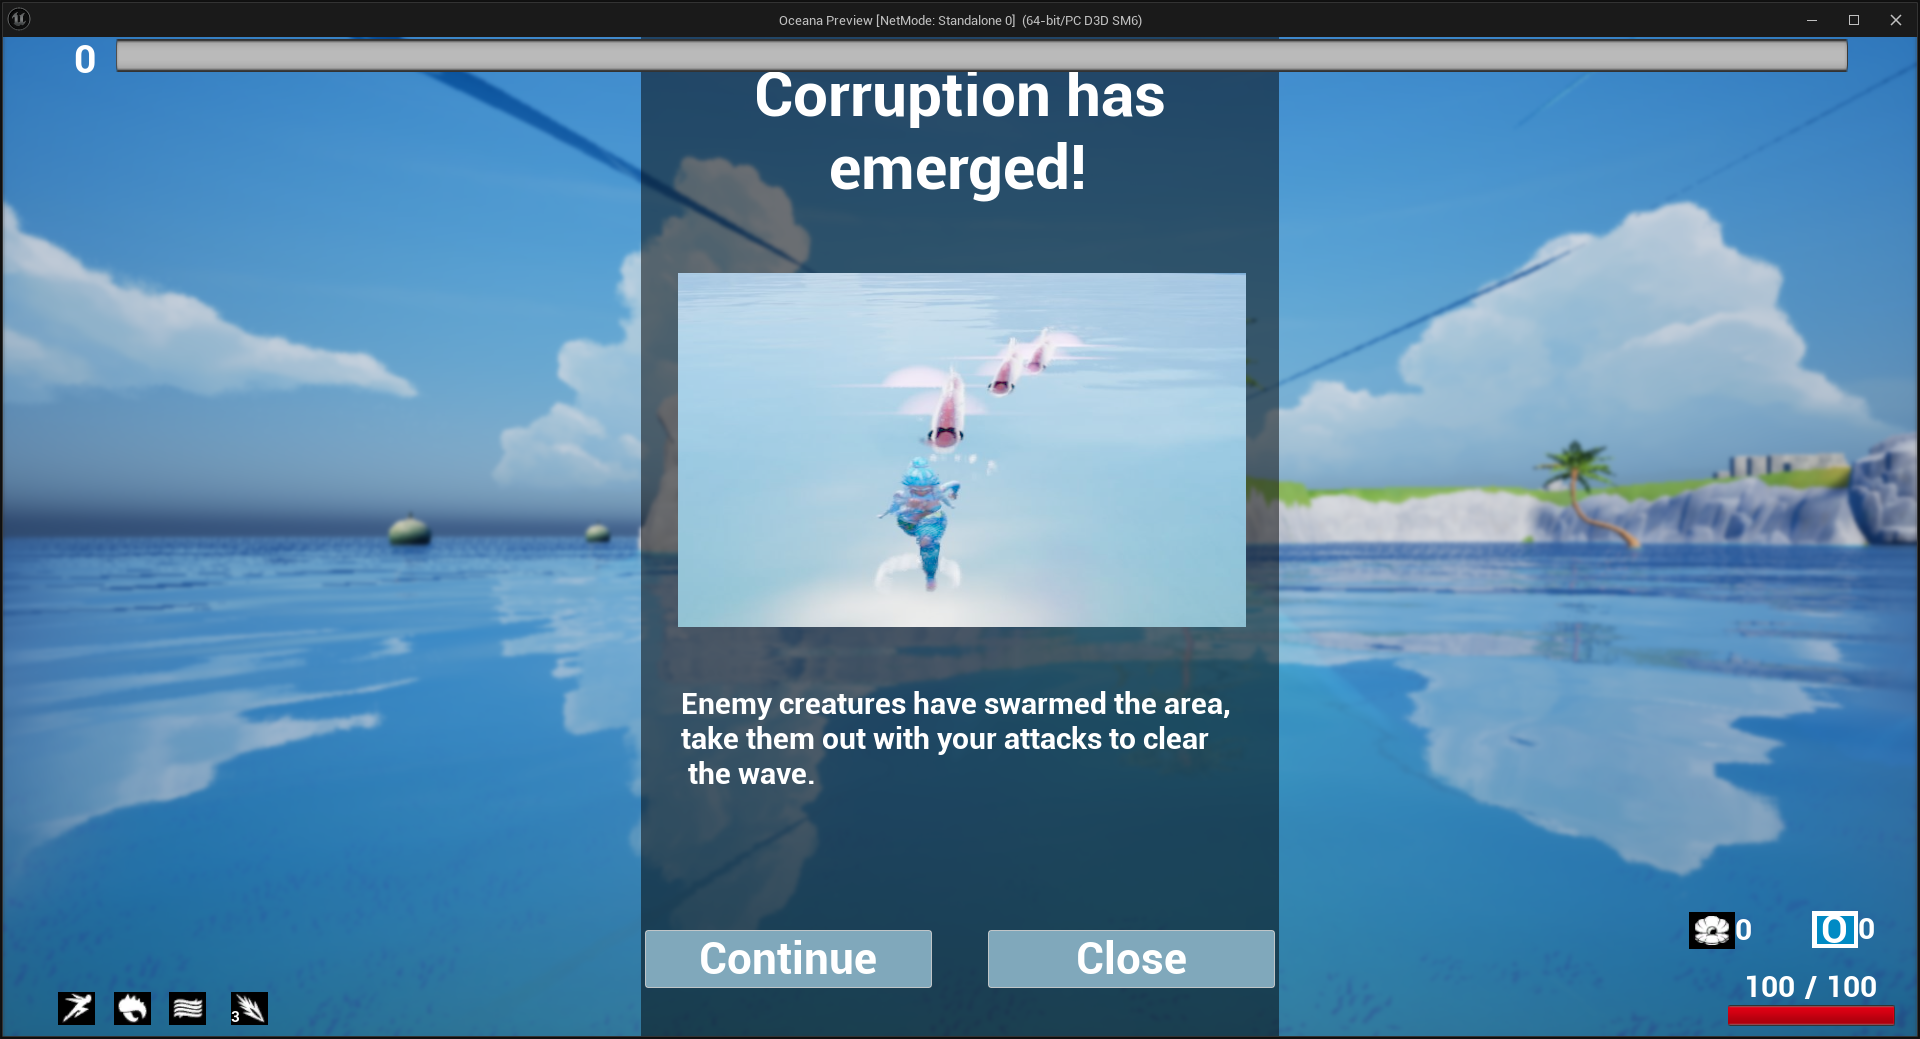 Oceana Preview [NetMode: Standalone 0] (64-bit/PC D3D SM6)
0
Corruption has
emerged!
Enemy creatures have swarmed the area,
take them out with your attacks to clear
the wave.
Continue
Close
3
0
O 0
100 / 100